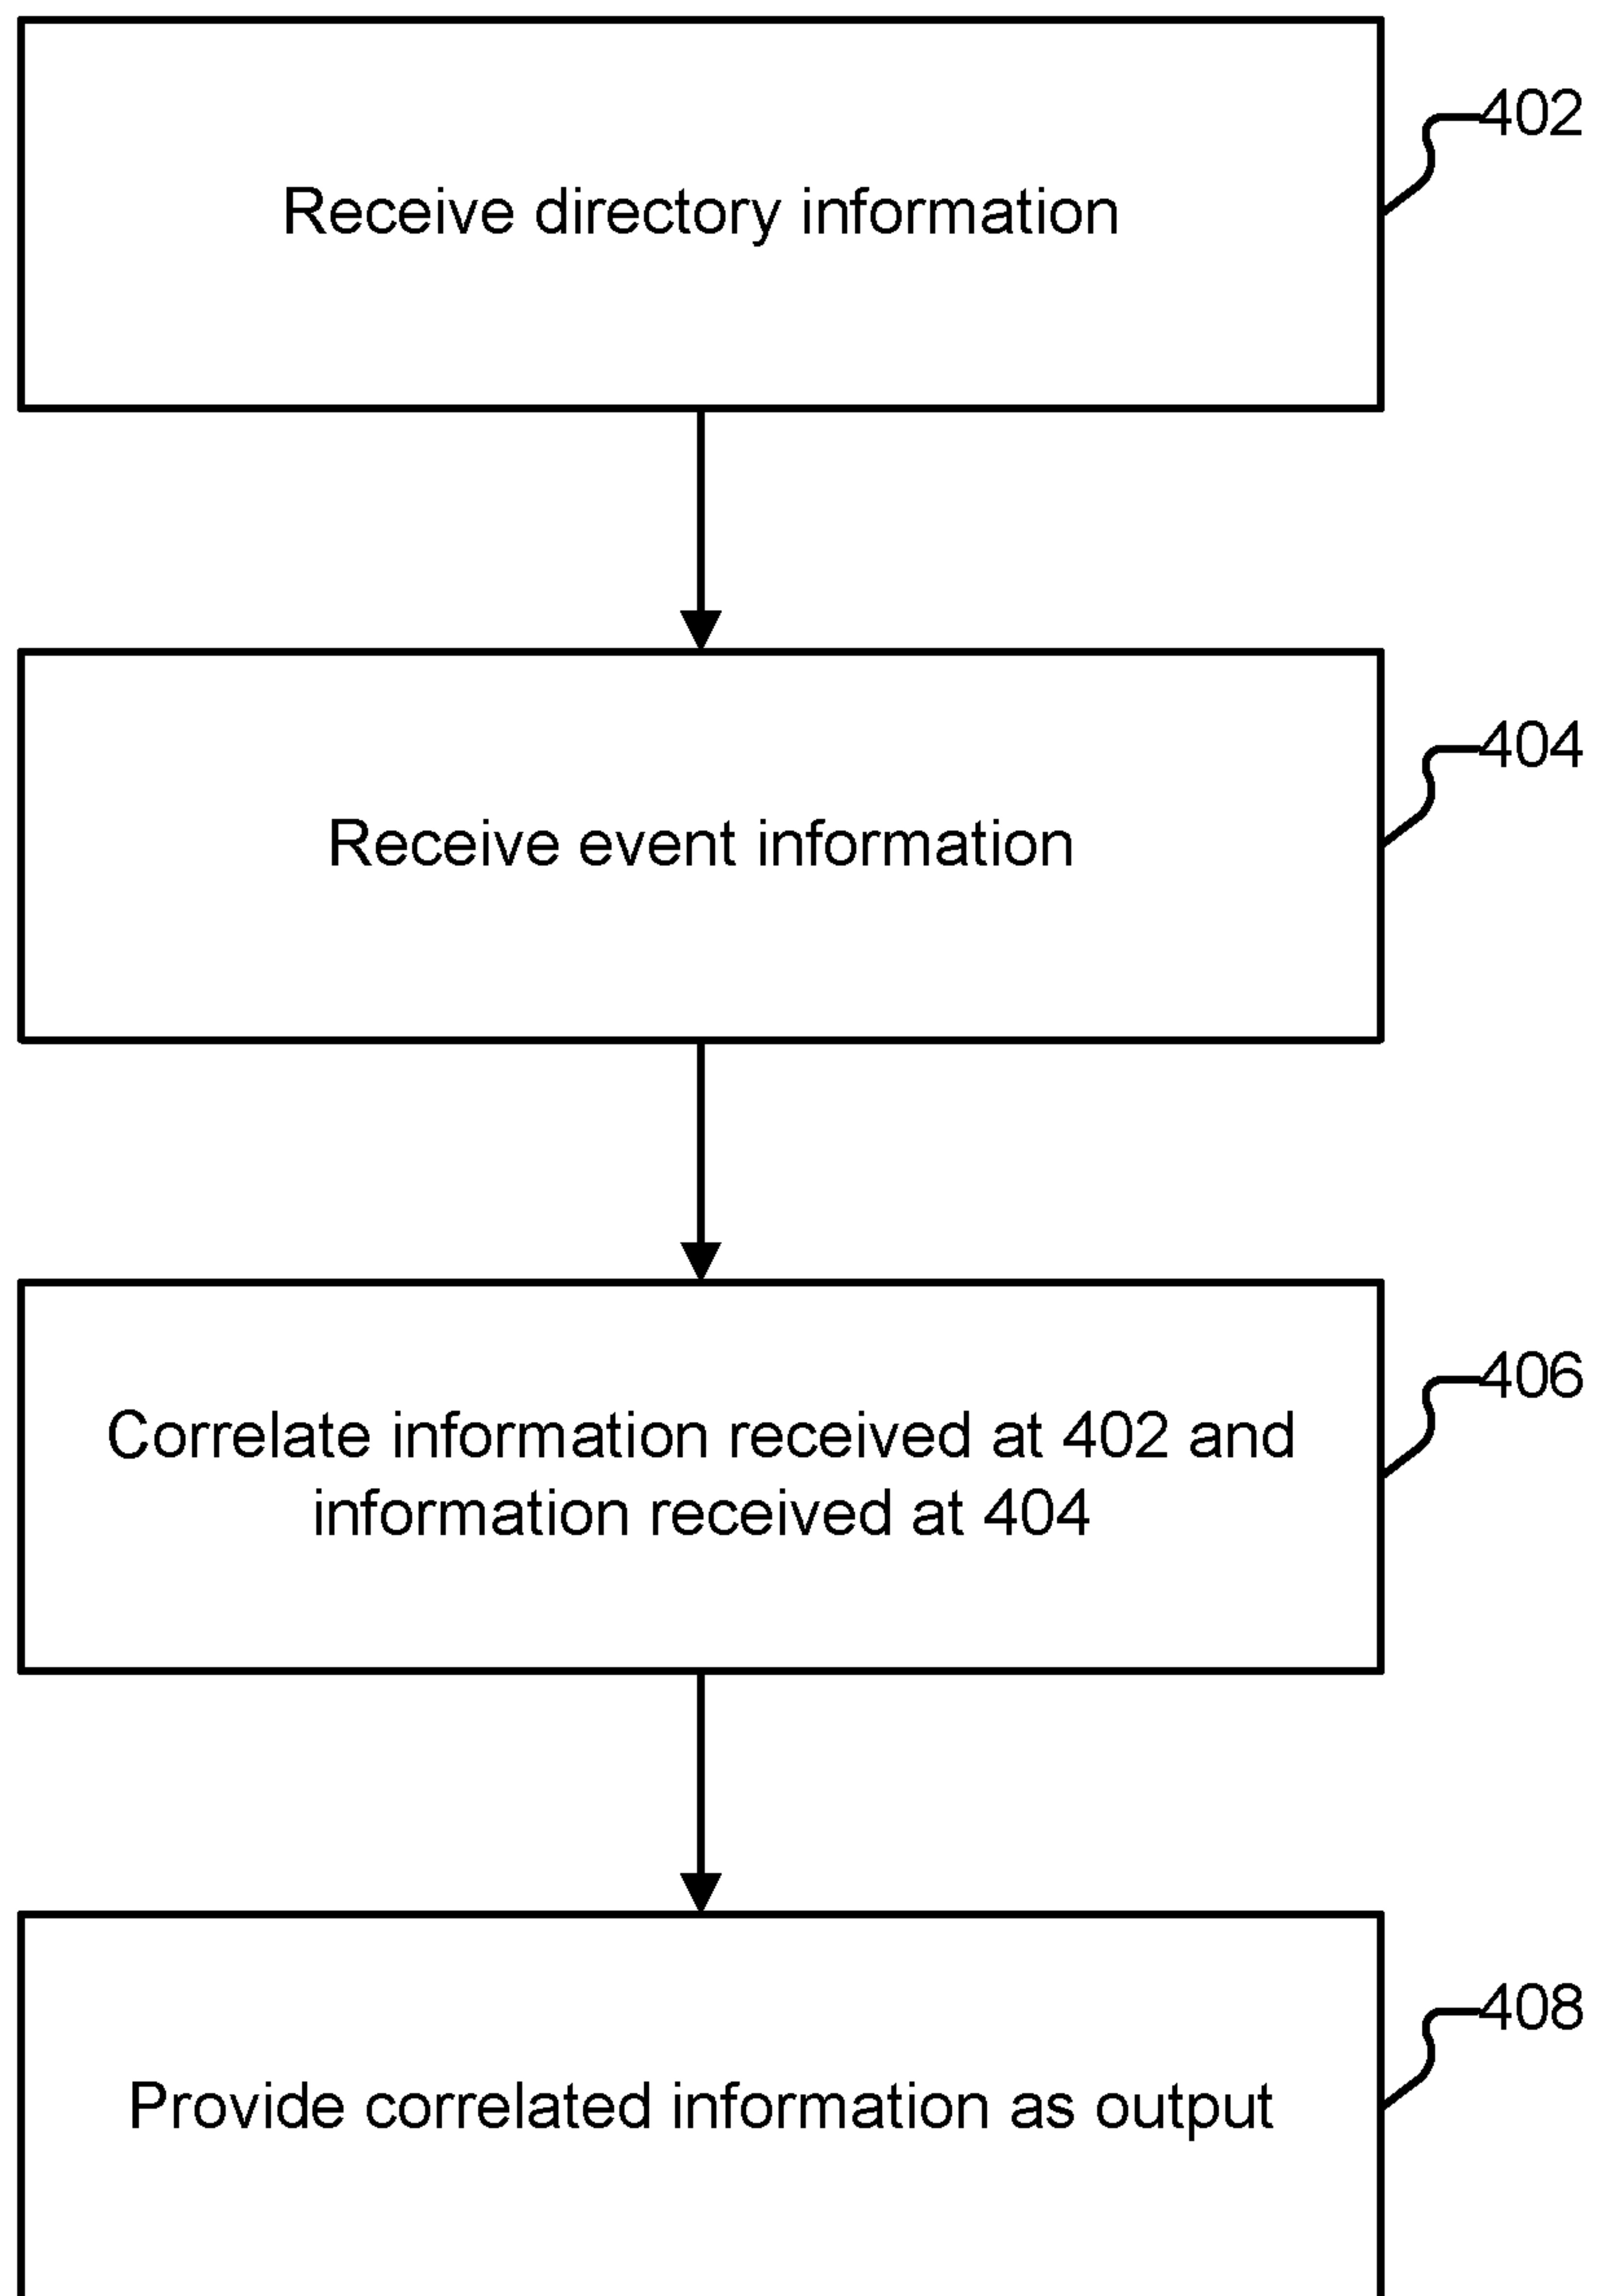 402
Receive directory information
404
Receive event information
406
Correlate information received at 402 and
information received at 404
408
Provide correlated information as output